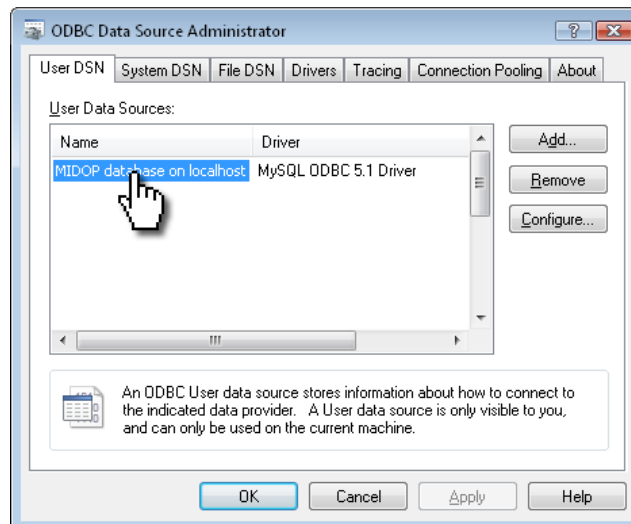 ODBC Data Source Administrator
User DSN System DSN File DSN Drivers Tracing Connection Pooling About
User Data Sources:
Name Driver Add...
MIDOP database on localhost MySQL ODBC 5.1 Driver Remove
Configure...
An ODBC User data source stores information about how to connect to
the indicated data provider. A User data source is only visible to you,
and can only be used on the current machine.
OK Cancel Apply Help